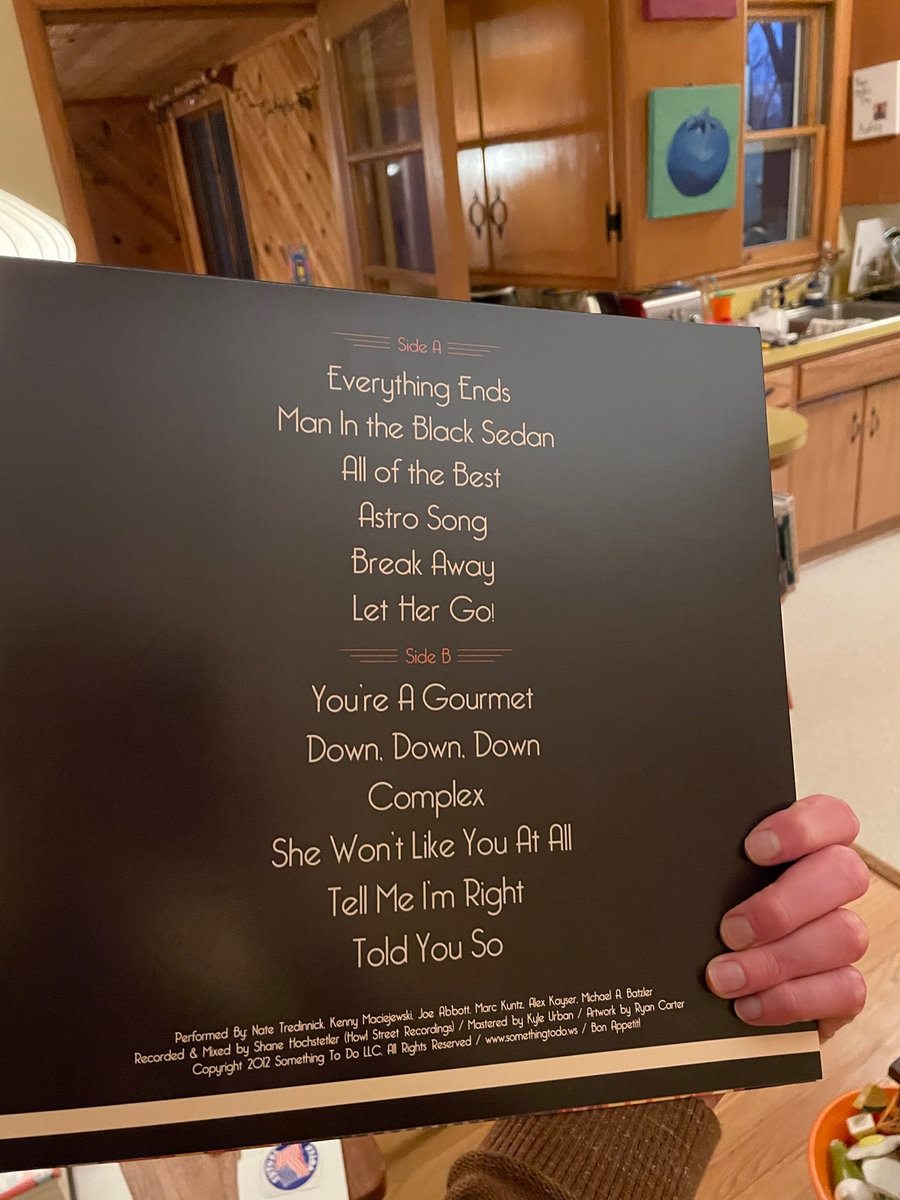 Side A
Everything Ends
Man In the Black Sedan
All of the Best
Astro Song
Break Away
Let Her Go!
Side B
You're A Gourmet
Down, Down, Down
Complex
She Won't Like You At All
Tell Me I'm Right
Told You So
Performed By: Nate Tredinnick, Kenny Maciejewski, Joe Abbott, Marc Kuntz, Alex Kayser, Michael A. Batzler
Recorded & Mixed by Shane Hochstetler (Howl Street Recordings) / Mastered by Kyle Urban / Artwork by Ryan Carter
Copyright 2012 Something To Do LLC. All Rights Reserved / www.somethingtodo.ws / Bon Appetit!